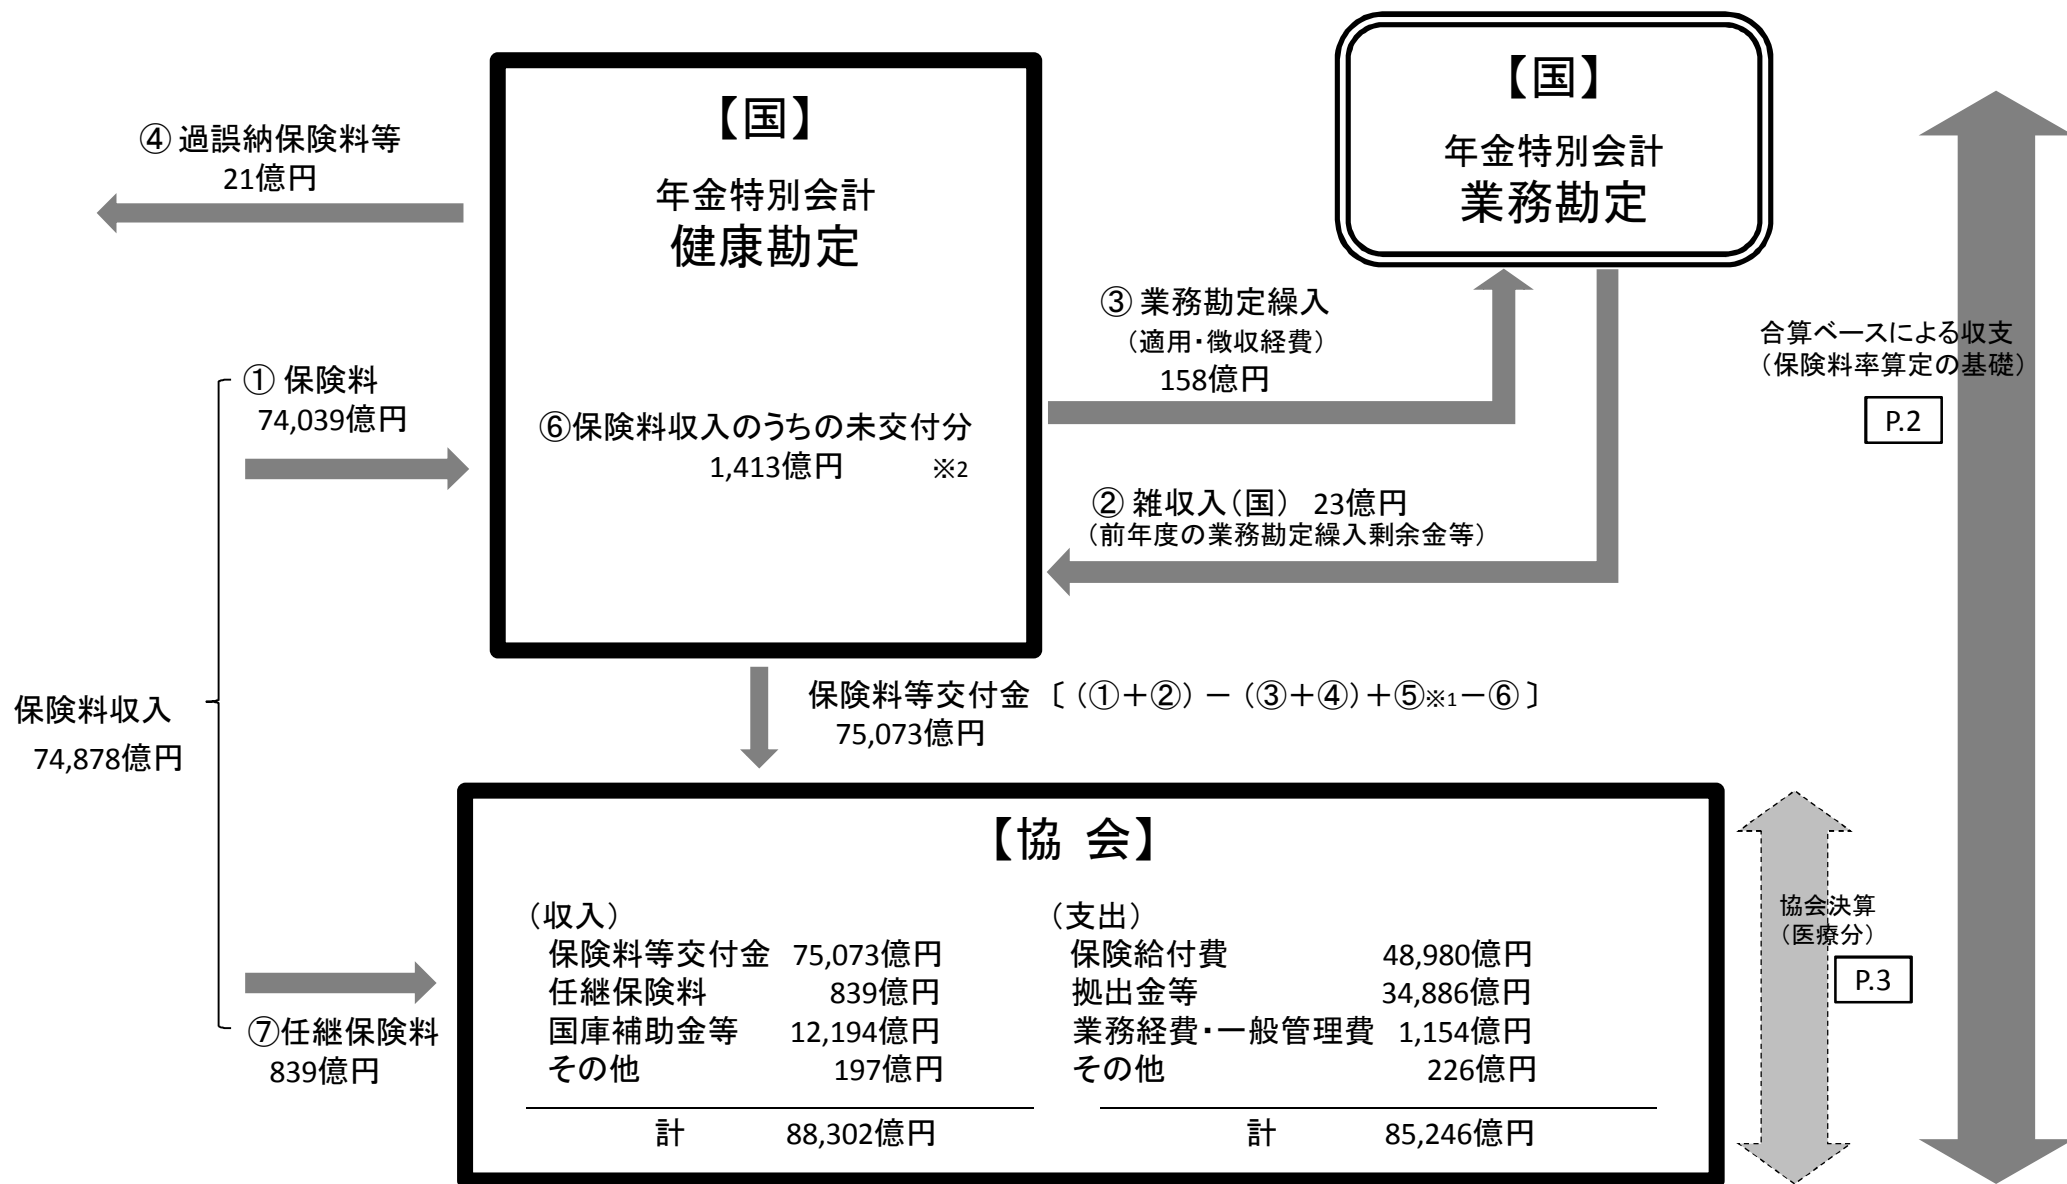 【国】
年金特別会計
健康勘定
⑥保険料収入のうちの未交付分
1,413億円 ※2
【国】
年金特別会計
業務勘定
④ 過誤納保険料等
21億円
① 保険料
74,039億円
③ 業務勘定繰入
（適用・徴収経費）
158億円
② 雑収入（国） 23億円
（前年度の業務勘定繰入剰余金等）
合算ベースによる収支
（保険料率算定の基礎）
P.2
保険料収入
74,878億円
保険料等交付金 〔（①＋②）－（③＋④）＋⑤※1－⑥〕
75,073億円
⑦任継保険料
839億円
【協 会】
（収入）
保険料等交付金 75,073億円
任継保険料 839億円
国庫補助金等 12,194億円
その他 197億円
計 88,302億円
（支出）
保険給付費 48,980億円
拠出金等 34,886億円
業務経費・一般管理費 1,154億円
その他 226億円
計 85,246億円
協会決算
（医療分）
P.3